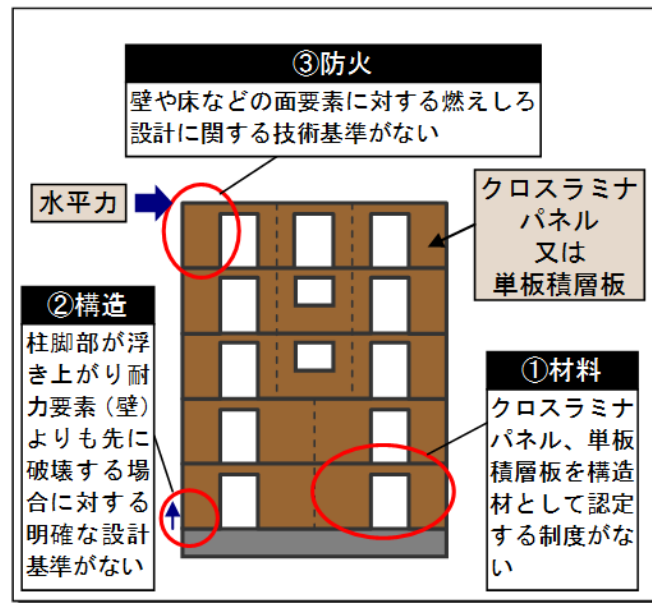 ③防火
壁や床などの面要素に対する燃えしろ
設計に関する技術基準がない
水平力
クロスラミナ
パネル
又は
単板積層板
②構造
柱脚部が浮
き上がり耐
力要素（壁）
よりも先に
破壊する場
合に対する
明確な設計
基準がない
①材料
クロスラミナ
パネル、単板
積層板を構造
材として認定
する制度がな
い